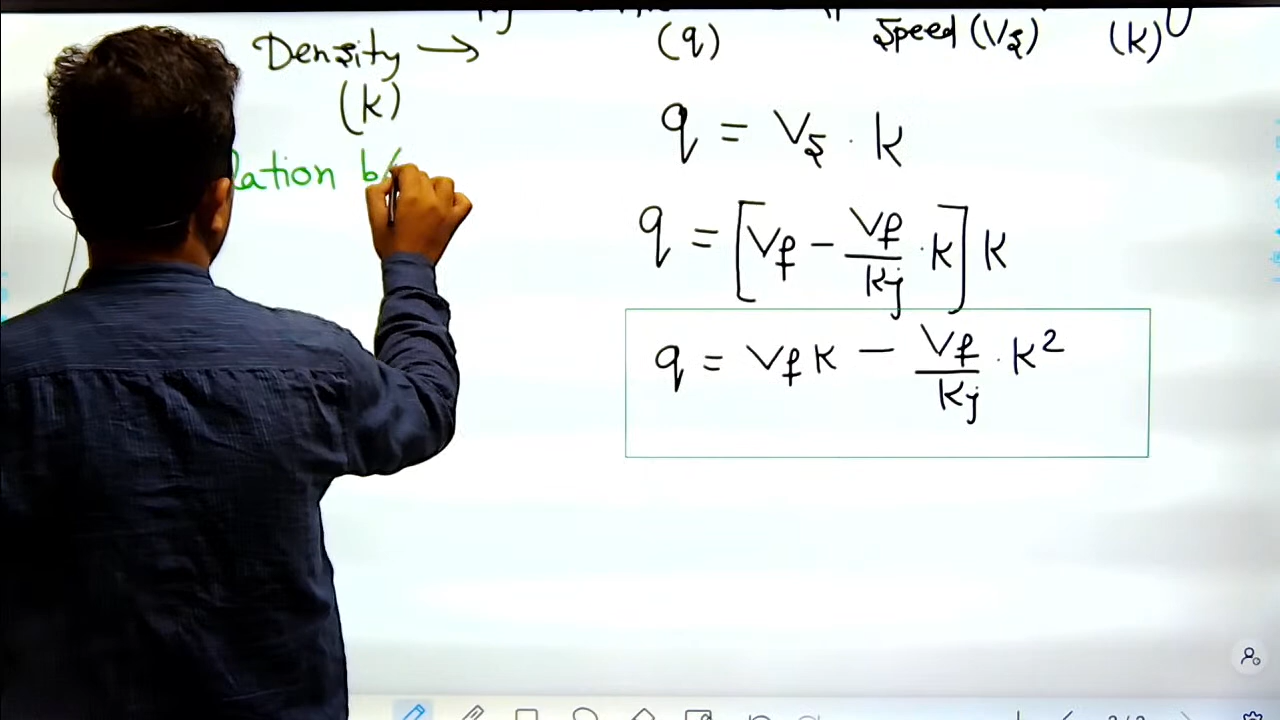 Density →
(k)
lation b/
(q)
Speed (Vs)
(k)
q = Vs · k
q = [Vf - Vf/kj · k] k
q = Vf k - Vf/kj · k²